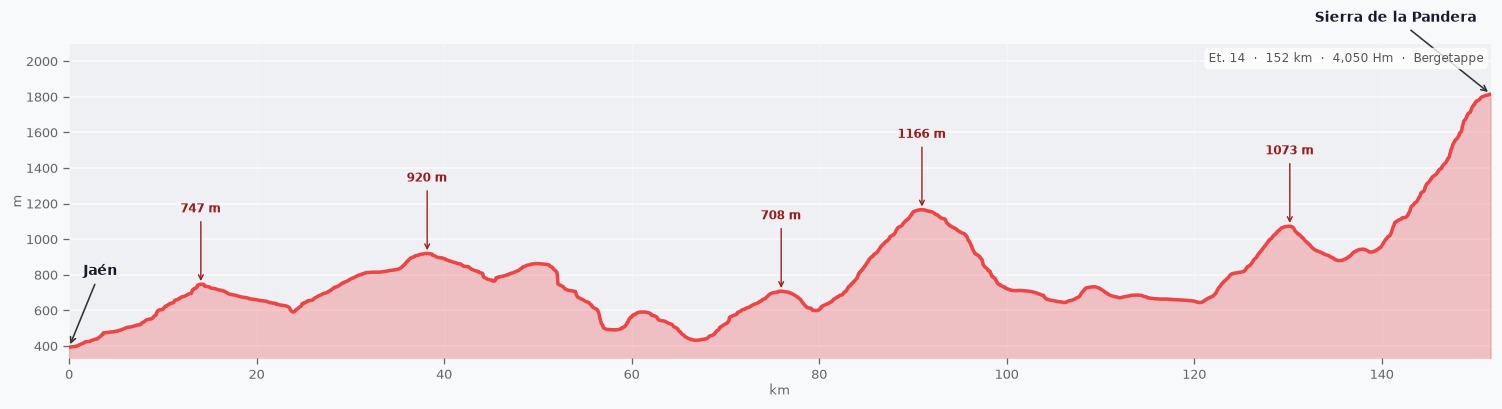 Sierra de la Pandera
Et. 14 · 152 km · 4,050 Hm · Bergetappe
2000
1800
1600
1400
1200
1000
800
600
400
m
Jaén
747 m
920 m
708 m
1166 m
1073 m
0 20 40 60 80 100 120 140
km